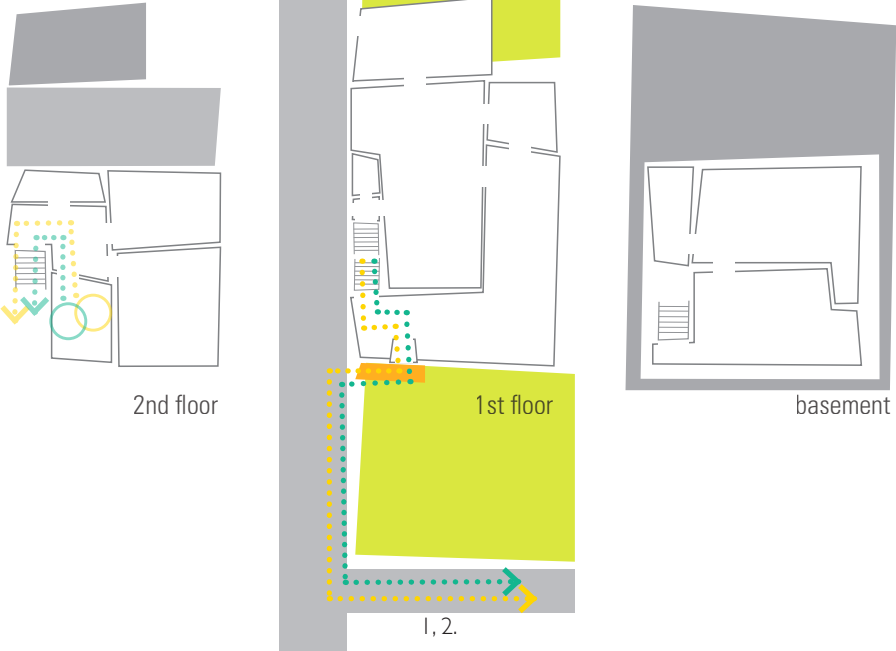 2nd floor
1st floor
basement
1, 2.